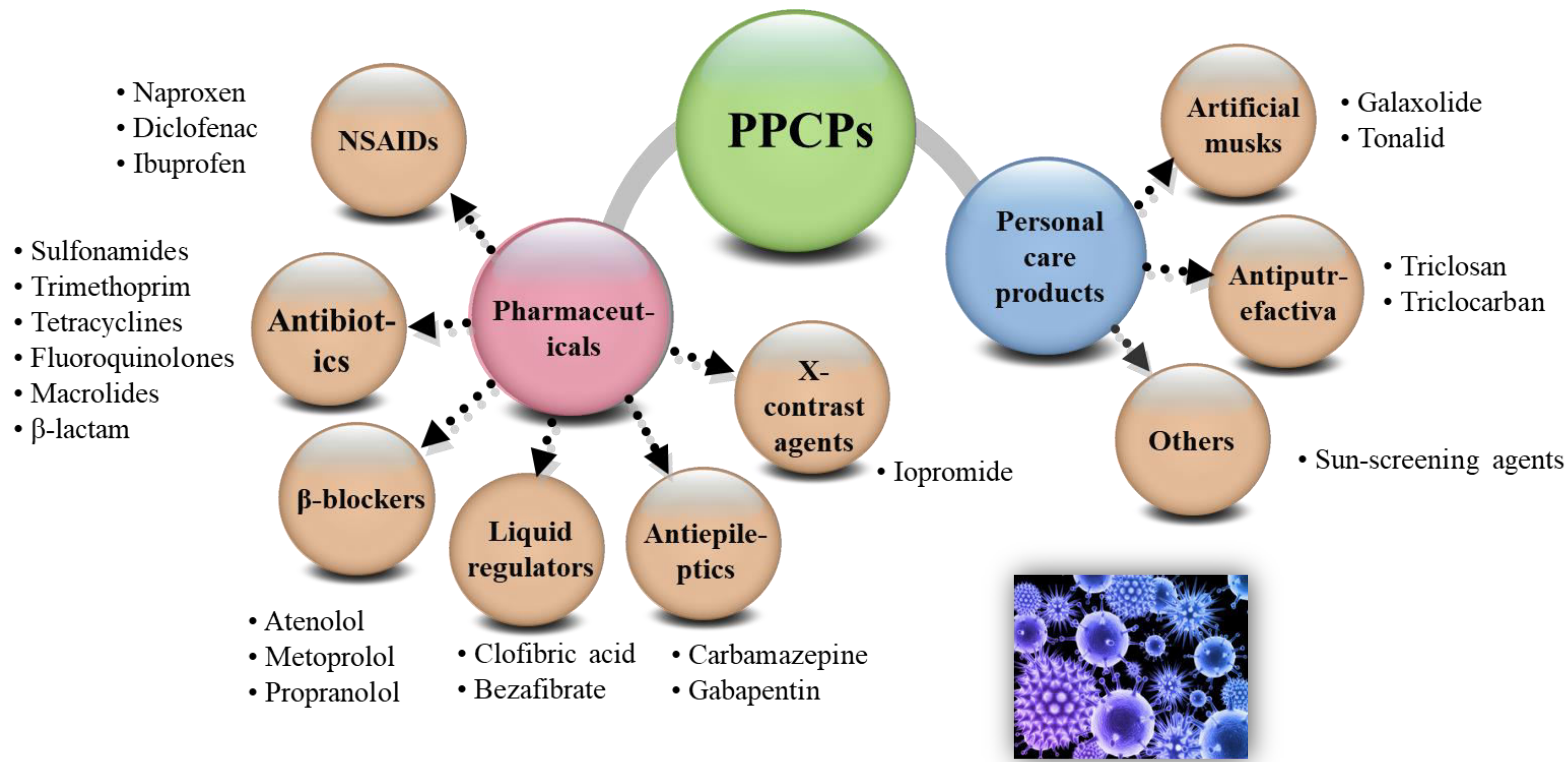 PPCPs
Pharmaceut-
icals
NSAIDs
• Naproxen
• Diclofenac
• Ibuprofen
Antibiot-
ics
• Sulfonamides
• Trimethoprim
• Tetracyclines
• Fluoroquinolones
• Macrolides
• β-lactam
β-blockers
• Atenolol
• Metoprolol
• Propranolol
Liquid
regulators
• Clofibric acid
• Bezafibrate
Antiepile-
ptics
• Carbamazepine
• Gabapentin
X-
contrast
agents
• Iopromide
Personal
care
products
Artificial
musks
• Galaxolide
• Tonalid
Antiputr-
efactiva
• Triclosan
• Triclocarban
Others
• Sun-screening agents